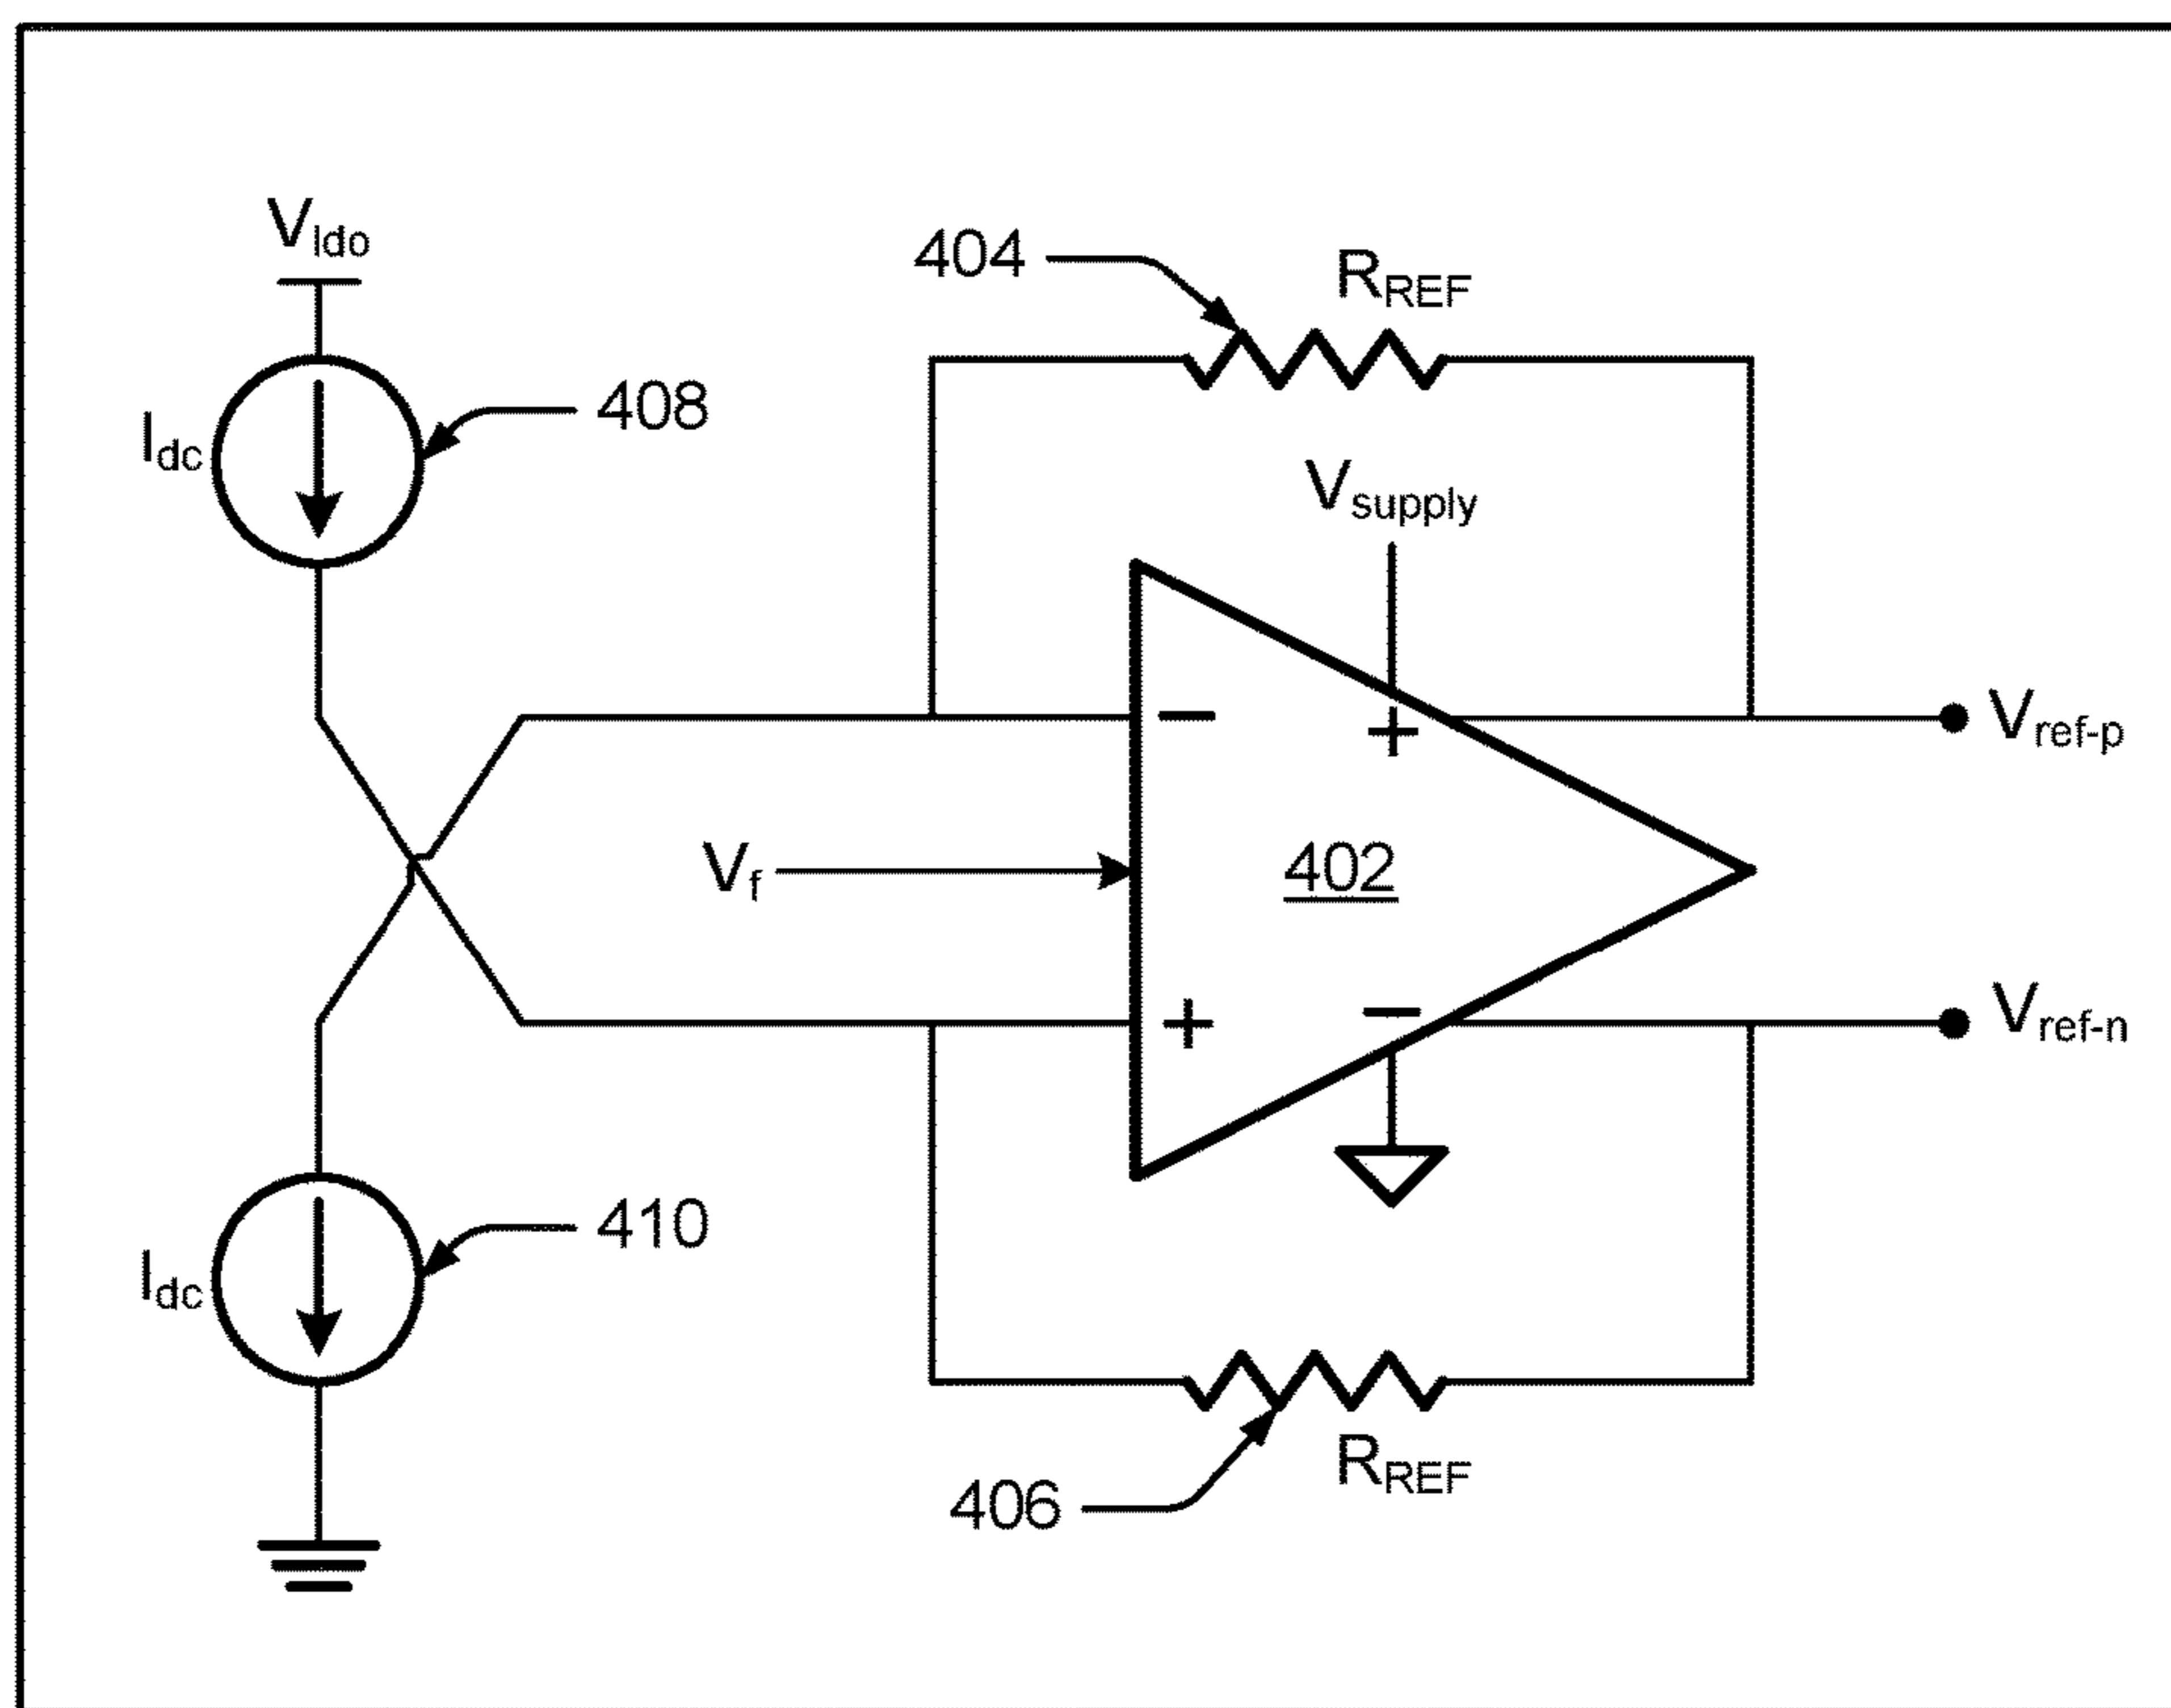 Vldo
404
RREF
Idc
408
Vsupply
−
+
Vref-p
Vf
402
+
−
Vref-n
Idc
410
406
RREF